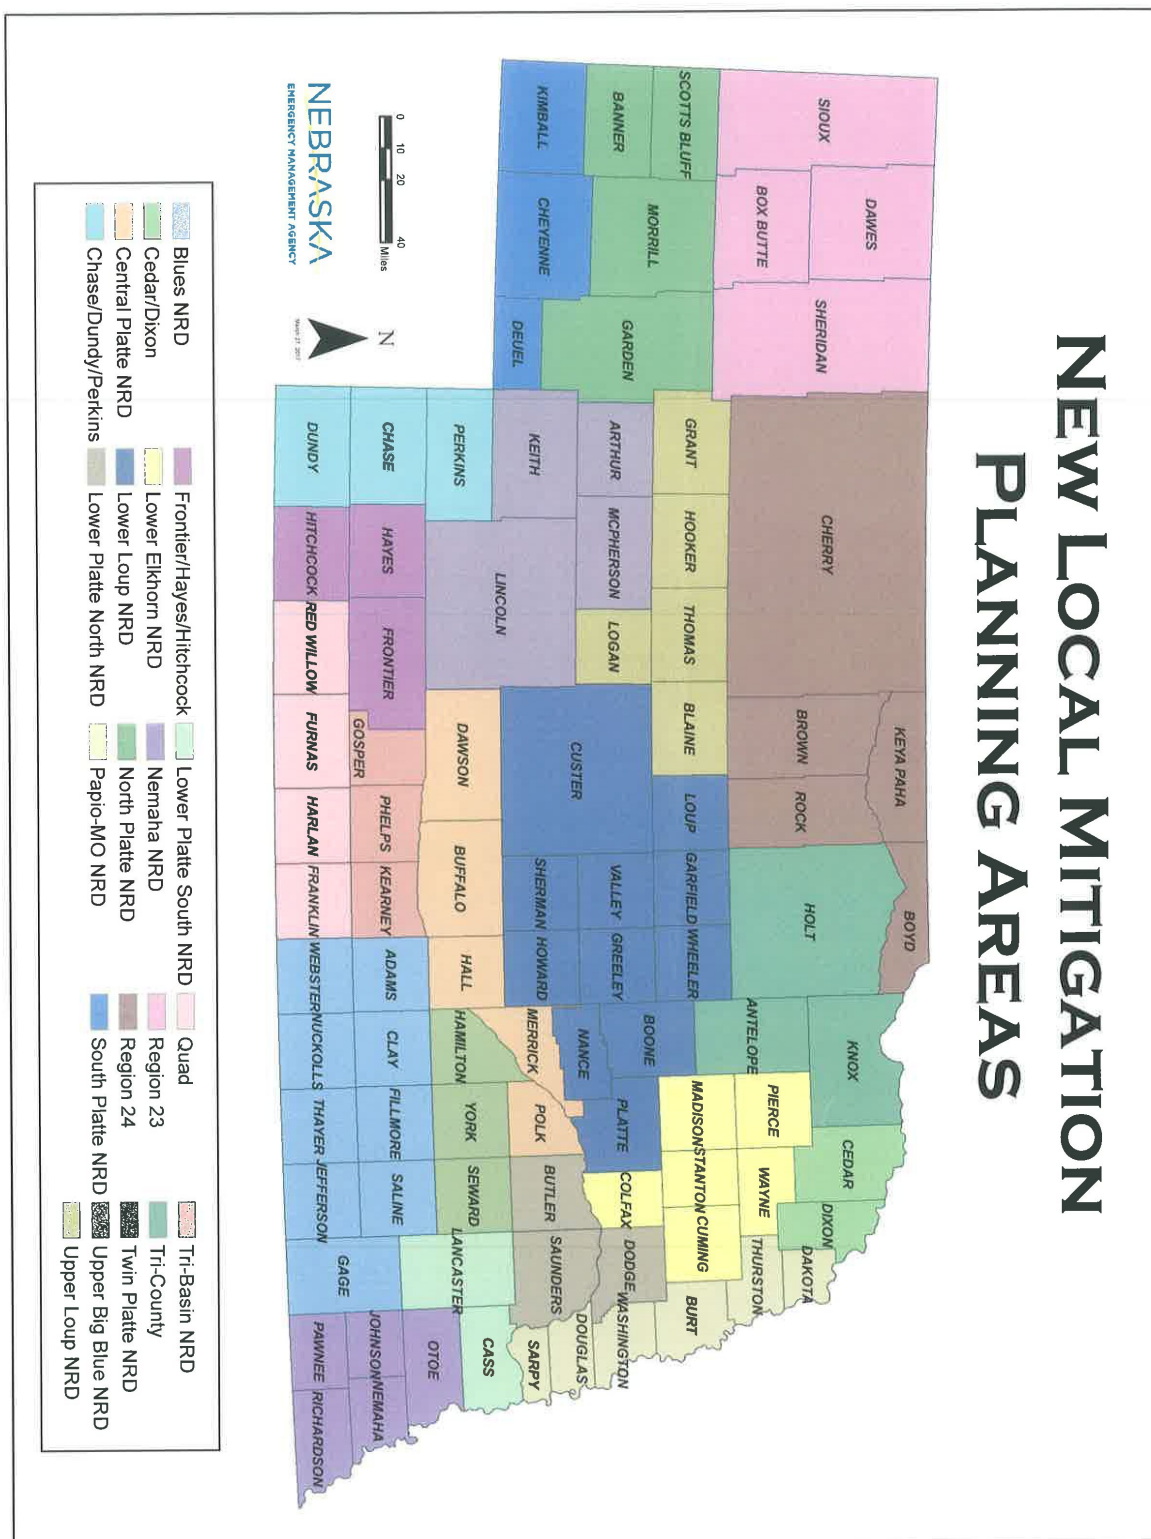 NEW LOCAL MITIGATION
PLANNING AREAS
SIOUX
DAWES
BOX BUTTE
SHERIDAN
SCOTTS BLUFF
BANNER
MORRILL
GARDEN
KIMBALL
CHEYENNE
DEUEL
CHERRY
KEYA PAHA
BROWN
ROCK
BOYD
HOLT
KNOX
ANTELOPE
CEDAR
DIXON
DAKOTA
PIERCE
WAYNE
THURSTON
GRANT
HOOKER
THOMAS
BLAINE
LOUP
GARFIELD
WHEELER
BOONE
MADISON
STANTON
CUMING
BURT
ARTHUR
MCPHERSON
LOGAN
CUSTER
VALLEY
GREELEY
NANCE
PLATTE
COLFAX
DODGE
WASHINGTON
KEITH
LINCOLN
SHERMAN
HOWARD
MERRICK
POLK
BUTLER
SAUNDERS
DOUGLAS
SARPY
PERKINS
DAWSON
BUFFALO
HALL
HAMILTON
YORK
SEWARD
LANCASTER
CASS
OTOE
CHASE
HAYES
FRONTIER
GOSPER
PHELPS
KEARNEY
ADAMS
CLAY
FILLMORE
SALINE
GAGE
JOHNSON
NEMAHA
DUNDY
HITCHCOCK
RED WILLOW
FURNAS
HARLAN
FRANKLIN
WEBSTER
NUCKOLLS
THAYER
JEFFERSON
PAWNEE
RICHARDSON
0 10 20 40
Miles
N
NEBRASKA
EMERGENCY MANAGEMENT AGENCY
March 27, 2017
Blues NRD
Cedar/Dixon
Central Platte NRD
Chase/Dundy/Perkins
Frontier/Hayes/Hitchcock
Lower Elkhorn NRD
Lower Loup NRD
Lower Platte North NRD
Lower Platte South NRD
Nemaha NRD
North Platte NRD
Papio-MO NRD
Quad
Region 23
Region 24
South Platte NRD
Tri-Basin NRD
Tri-County
Twin Platte NRD
Upper Big Blue NRD
Upper Loup NRD